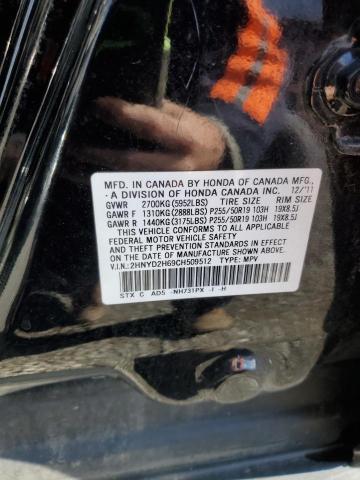 MFD. IN CANADA BY HONDA OF CANADA MFG.,
· A DIVISION OF HONDA CANADA INC. 12/11
GVWR 2700KG(5952LBS) TIRE SIZE RIM SIZE
GAWR F 1310KG(2888LBS) P255/50R19 103H 19X8.5J
GAWR R 1440KG(3175LBS) P255/50R19 103H 19X8.5J
THIS VEHICLE CONFORMS TO ALL APPLICABLE
FEDERAL MOTOR VEHICLE SAFETY
AND THEFT PREVENTION STANDARDS IN EFFECT
ON THE DATE OF MANUFACTURE SHOWN ABOVE.
V.I.N.:2HNYD2H69CH509512 TYPE: MPV
STX C AD5 -NH731PX -I -H